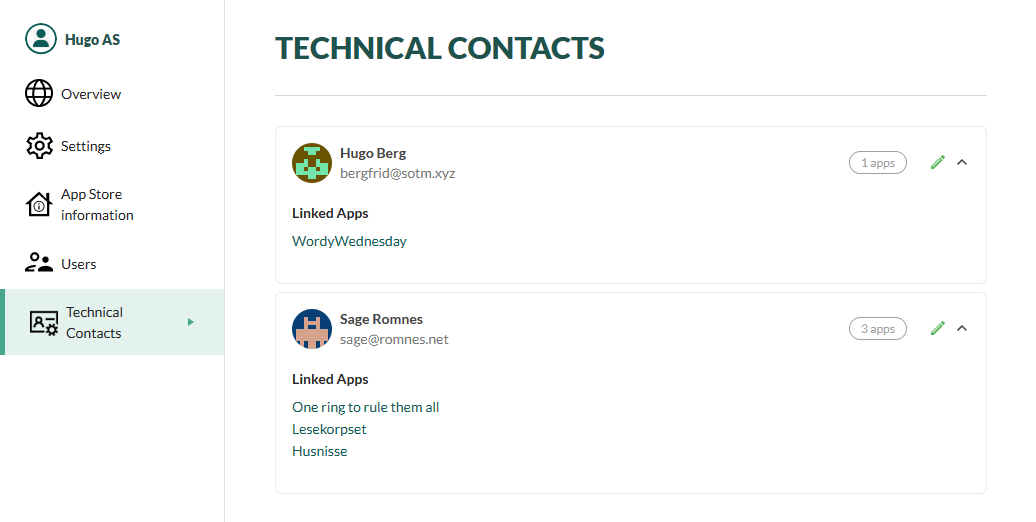 Hugo AS
Overview
Settings
App Store
information
Users
Technical
Contacts
TECHNICAL CONTACTS
Hugo Berg
bergfrid@sotm.xyz
1 apps
Linked Apps
WordyWednesday
Sage Romnes
sage@romnes.net
3 apps
Linked Apps
One ring to rule them all
Lesekorpset
Husnisse